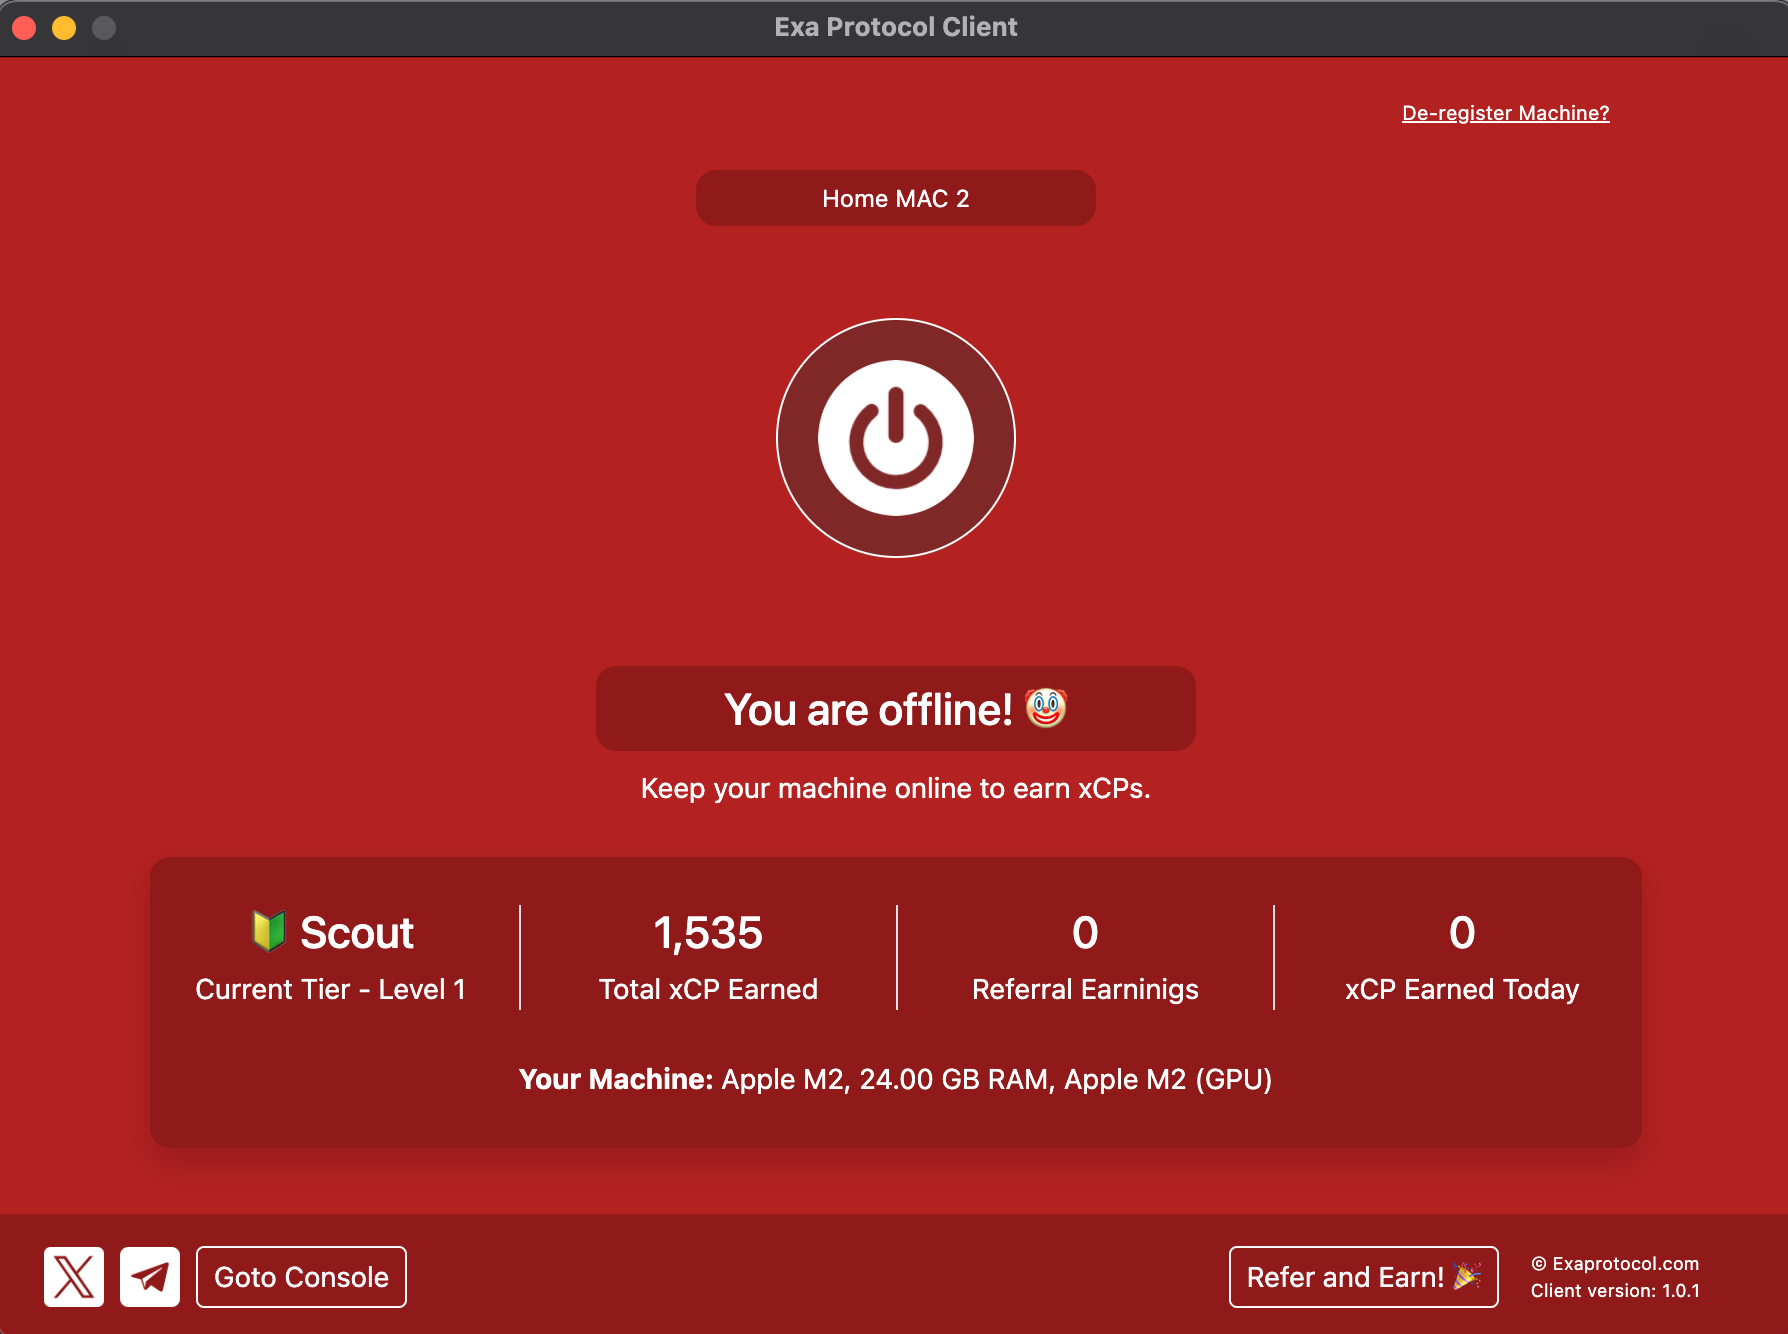 Exa Protocol Client
De-register Machine?
Home MAC 2
You are offline! 🤡
Keep your machine online to earn xCPs.
🔰 Scout
Current Tier - Level 1
1,535
Total xCP Earned
0
Referral Earninigs
0
xCP Earned Today
Your Machine: Apple M2, 24.00 GB RAM, Apple M2 (GPU)
Goto Console
Refer and Earn! 🎉
© Exaprotocol.com
Client version: 1.0.1